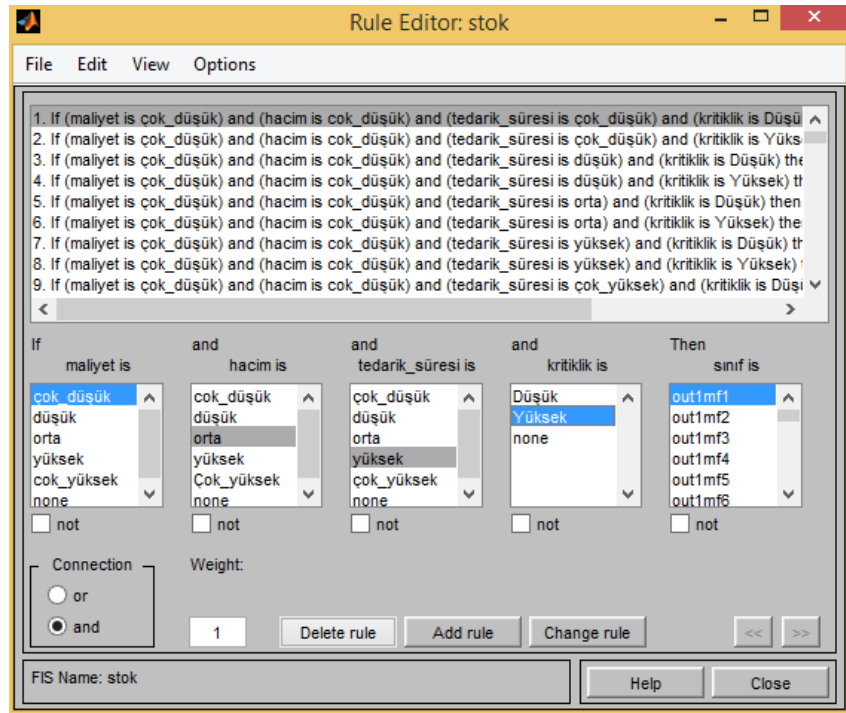 Rule Editor: stok
File Edit View Options
1. If (maliyet is çok_düşük) and (hacim is cok_düşük) and (tedarik_süresi is çok_düşük) and (kritiklik is Düşü
2. If (maliyet is çok_düşük) and (hacim is cok_düşük) and (tedarik_süresi is çok_düşük) and (kritiklik is Yüks
3. If (maliyet is çok_düşük) and (hacim is cok_düşük) and (tedarik_süresi is düşük) and (kritiklik is Düşük) the
4. If (maliyet is çok_düşük) and (hacim is cok_düşük) and (tedarik_süresi is düşük) and (kritiklik is Yüksek) th
5. If (maliyet is çok_düşük) and (hacim is cok_düşük) and (tedarik_süresi is orta) and (kritiklik is Düşük) then
6. If (maliyet is çok_düşük) and (hacim is cok_düşük) and (tedarik_süresi is orta) and (kritiklik is Yüksek) the
7. If (maliyet is çok_düşük) and (hacim is cok_düşük) and (tedarik_süresi is yüksek) and (kritiklik is Düşük) th
8. If (maliyet is çok_düşük) and (hacim is cok_düşük) and (tedarik_süresi is yüksek) and (kritiklik is Yüksek)
9. If (maliyet is çok_düşük) and (hacim is cok_düşük) and (tedarik_süresi is çok_yüksek) and (kritiklik is Düşü
If and and and Then
maliyet is hacim is tedarik_süresi is kritiklik is sınıf is
çok_düşük cok_düşük çok_düşük Düşük out1mf1
düşük düşük düşük Yüksek out1mf2
orta orta orta none out1mf3
yüksek yüksek yüksek out1mf4
cok_yüksek Çok_yüksek çok_yüksek out1mf5
none none none out1mf6
not not not not not
Connection Weight:
or
and 1 Delete rule Add rule Change rule << >>
FIS Name: stok Help Close